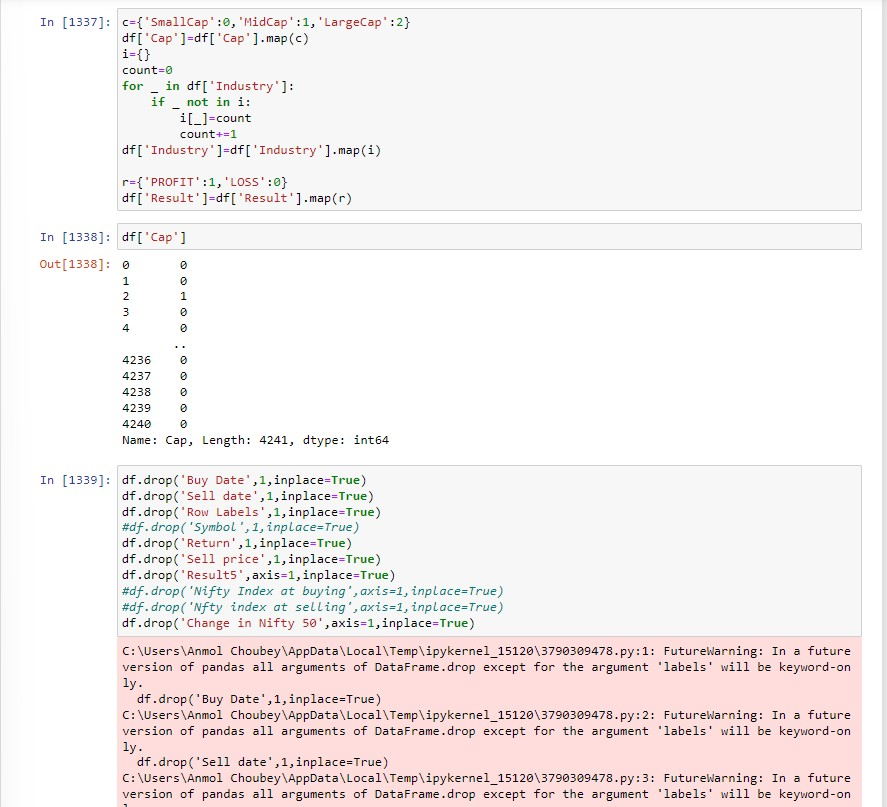 In [1337]: c={'SmallCap':0,'MidCap':1,'LargeCap':2}
df['Cap']=df['Cap'].map(c)
i={}
count=0
for _ in df['Industry']:
    if _ not in i:
        i[_]=count
        count+=1
df['Industry']=df['Industry'].map(i)

r={'PROFIT':1,'LOSS':0}
df['Result']=df['Result'].map(r)
In [1338]: df['Cap']
Out[1338]: 0       0
1       0
2       1
3       0
4       0
       ..
4236    0
4237    0
4238    0
4239    0
4240    0
Name: Cap, Length: 4241, dtype: int64
In [1339]: df.drop('Buy Date',1,inplace=True)
df.drop('Sell date',1,inplace=True)
df.drop('Row Labels',1,inplace=True)
#df.drop('Symbol',1,inplace=True)
df.drop('Return',1,inplace=True)
df.drop('Sell price',1,inplace=True)
df.drop('Result5',axis=1,inplace=True)
#df.drop('Nifty Index at buying',axis=1,inplace=True)
#df.drop('Nfty index at selling',axis=1,inplace=True)
df.drop('Change in Nifty 50',axis=1,inplace=True)
C:\Users\Anmol Choubey\AppData\Local\Temp\ipykernel_15120\3790309478.py:1: FutureWarning: In a future
version of pandas all arguments of DataFrame.drop except for the argument 'labels' will be keyword-on
ly.
  df.drop('Buy Date',1,inplace=True)
C:\Users\Anmol Choubey\AppData\Local\Temp\ipykernel_15120\3790309478.py:2: FutureWarning: In a future
version of pandas all arguments of DataFrame.drop except for the argument 'labels' will be keyword-on
ly.
  df.drop('Sell date',1,inplace=True)
C:\Users\Anmol Choubey\AppData\Local\Temp\ipykernel_15120\3790309478.py:3: FutureWarning: In a future
version of pandas all arguments of DataFrame.drop except for the argument 'labels' will be keyword-on